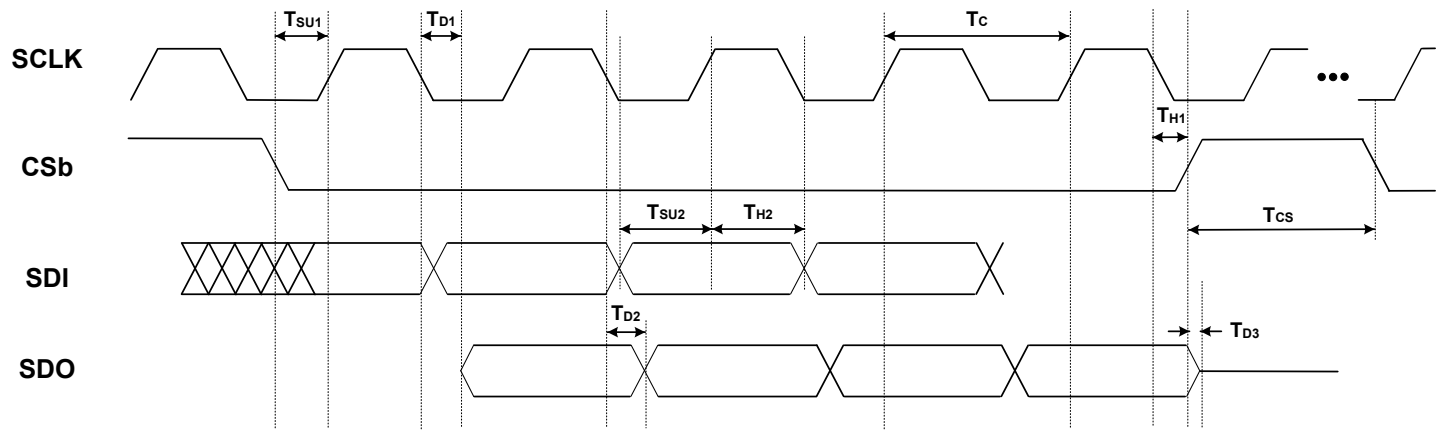 TSU1 TD1 TC
SCLK •••
TH1
CSb
TSU2 TH2 TCS
SDI
TD2 TD3
SDO